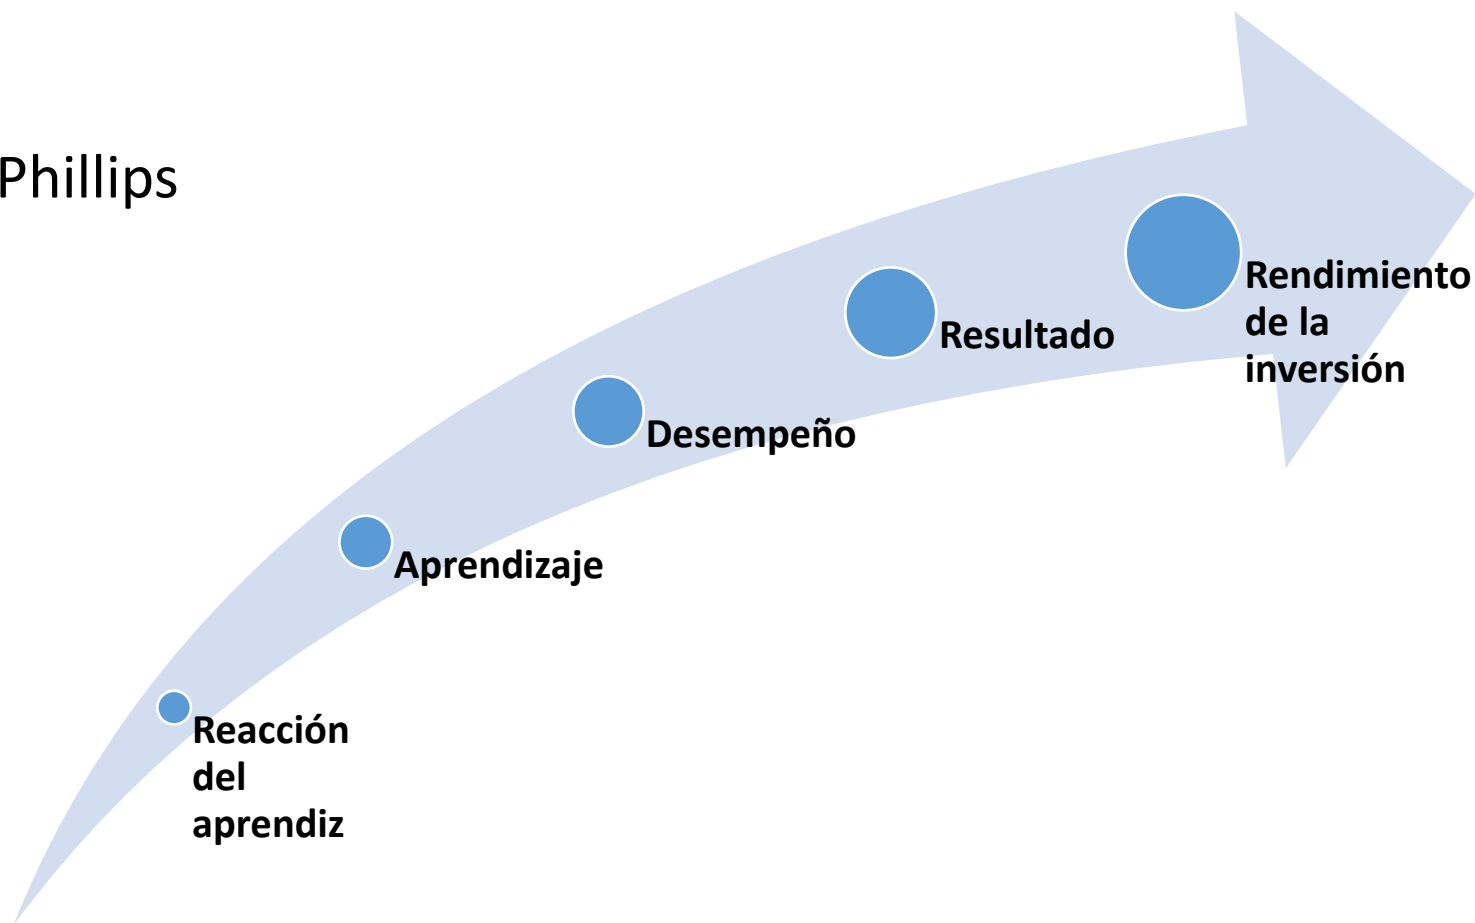 Phillips
Rendimiento
de la
inversión
Resultado
Desempeño
Aprendizaje
Reacción
del
aprendiz